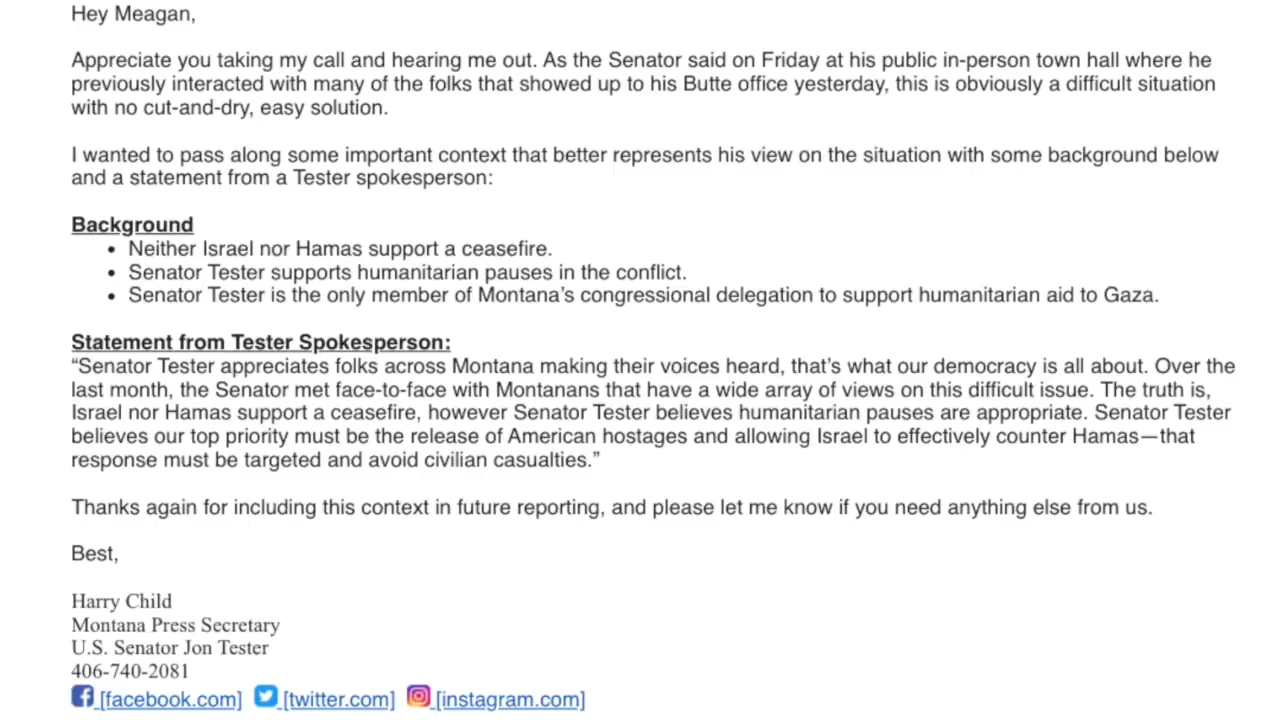 Hey Meagan,
Appreciate you taking my call and hearing me out. As the Senator said on Friday at his public in-person town hall where he
previously interacted with many of the folks that showed up to his Butte office yesterday, this is obviously a difficult situation
with no cut-and-dry, easy solution.
I wanted to pass along some important context that better represents his view on the situation with some background below
and a statement from a Tester spokesperson:
Background
• Neither Israel nor Hamas support a ceasefire.
• Senator Tester supports humanitarian pauses in the conflict.
• Senator Tester is the only member of Montana’s congressional delegation to support humanitarian aid to Gaza.
Statement from Tester Spokesperson:
“Senator Tester appreciates folks across Montana making their voices heard, that’s what our democracy is all about. Over the
last month, the Senator met face-to-face with Montanans that have a wide array of views on this difficult issue. The truth is,
Israel nor Hamas support a ceasefire, however Senator Tester believes humanitarian pauses are appropriate. Senator Tester
believes our top priority must be the release of American hostages and allowing Israel to effectively counter Hamas—that
response must be targeted and avoid civilian casualties.”
Thanks again for including this context in future reporting, and please let me know if you need anything else from us.
Best,
Harry Child
Montana Press Secretary
U.S. Senator Jon Tester
406-740-2081
[facebook.com] [twitter.com] [instagram.com]